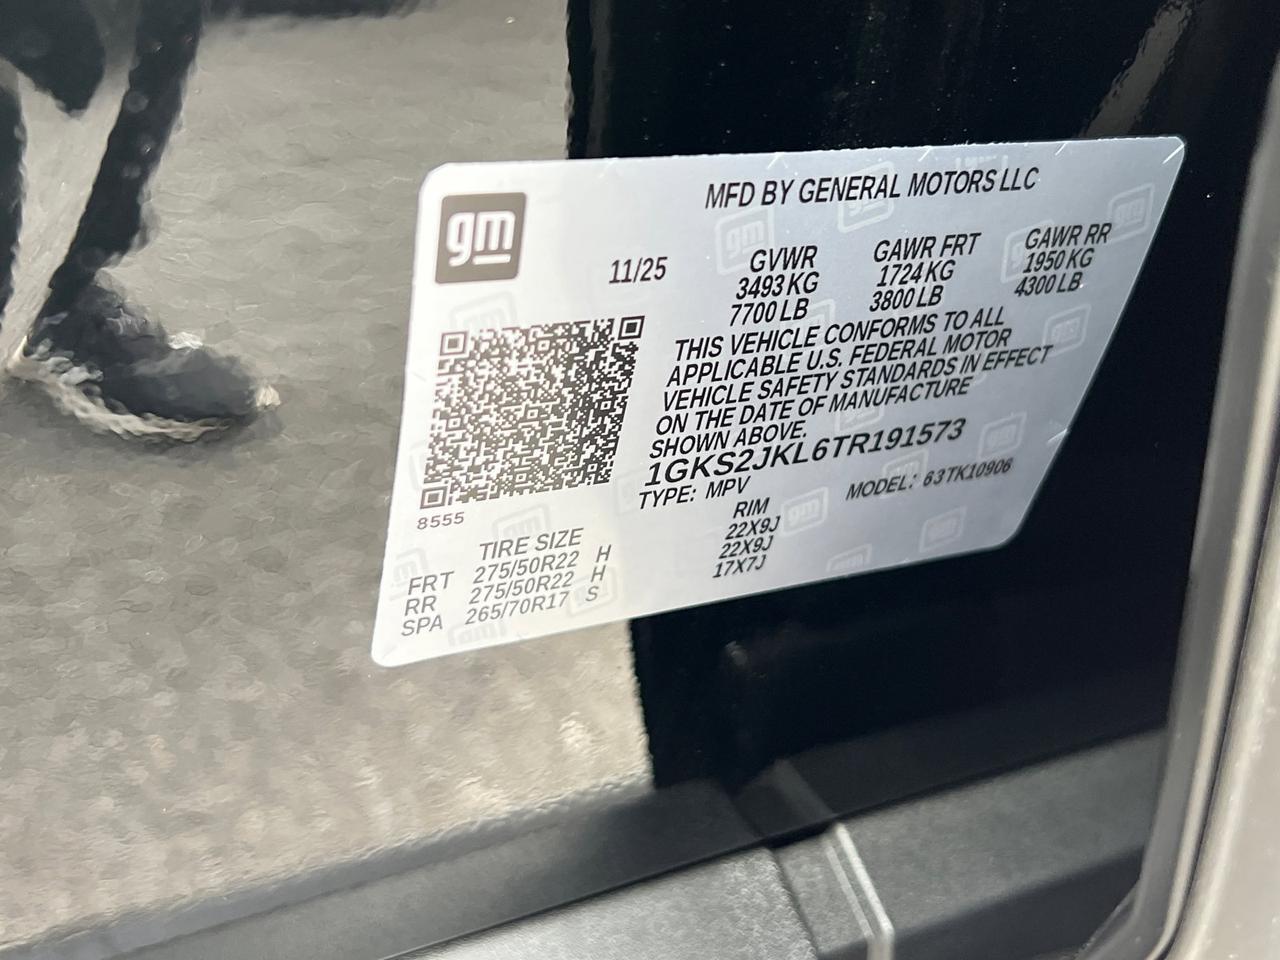 gm
MFD BY GENERAL MOTORS LLC
11/25
GVWR GAWR FRT GAWR RR
3493 KG 1724 KG 1950 KG
7700 LB 3800 LB 4300 LB
THIS VEHICLE CONFORMS TO ALL
APPLICABLE U.S. FEDERAL MOTOR
VEHICLE SAFETY STANDARDS IN EFFECT
ON THE DATE OF MANUFACTURE
SHOWN ABOVE.
1GKS2JKL6TR191573
TYPE: MPV MODEL: 63TK10906
8555
TIRE SIZE RIM
FRT 275/50R22 H 22X9J
RR 275/50R22 H 22X9J
SPA 265/70R17 S 17X7J